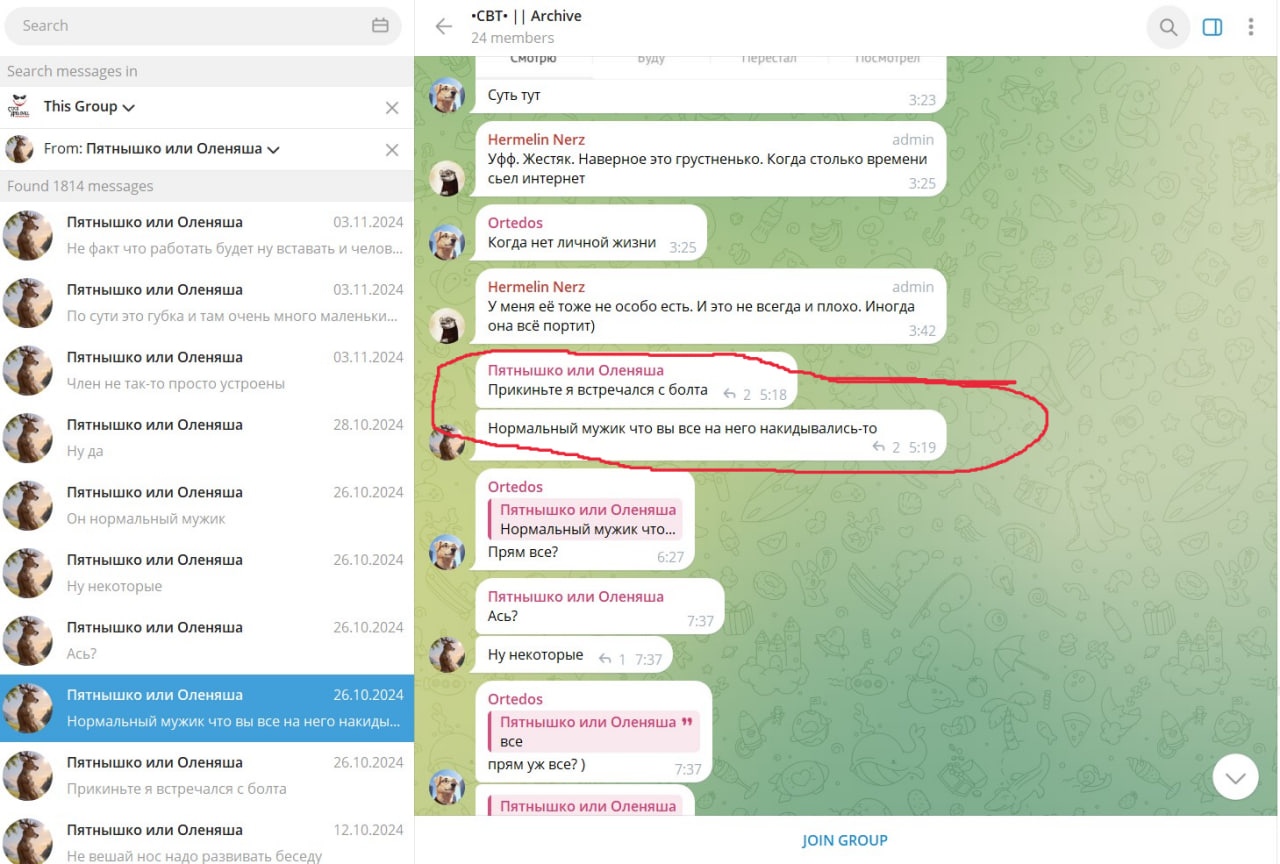 Search
Search messages in
This Group
From: Пятнышко или Оленяша
Found 1814 messages
Пятнышко или Оленяша 03.11.2024
Не факт что работать будет ну вставать и челов...
Пятнышко или Оленяша 03.11.2024
По сути это губка и там очень много маленьки...
Пятнышко или Оленяша 03.11.2024
Член не так-то просто устроены
Пятнышко или Оленяша 28.10.2024
Ну да
Пятнышко или Оленяша 26.10.2024
Он нормальный мужик
Пятнышко или Оленяша 26.10.2024
Ну некоторые
Пятнышко или Оленяша 26.10.2024
Ась?
Пятнышко или Оленяша 26.10.2024
Нормальный мужик что вы все на него накиды...
Пятнышко или Оленяша 26.10.2024
Прикиньте я встречался с болта
Пятнышко или Оленяша 12.10.2024
Не вешай нос надо развивать беседу
•CBT• || Archive
24 members
Смотрю Буду Перестал Посмотрел
Суть тут
3:23
Hermelin Nerz admin
Уфф. Жестяк. Наверное это грустненько. Когда столько времени
сьел интернет
3:25
Ortedos
Когда нет личной жизни 3:25
Hermelin Nerz admin
У меня её тоже не особо есть. И это не всегда и плохо. Иногда
она всё портит)
3:42
Пятнышко или Оленяша
Прикиньте я встречался с болта 2 5:18
Нормальный мужик что вы все на него накидывались-то
2 5:19
Ortedos
Пятнышко или Оленяша
Нормальный мужик что...
Прям все? 6:27
Пятнышко или Оленяша
Ась? 7:37
Ну некоторые 1 7:37
Ortedos
Пятнышко или Оленяша
все
прям уж все? ) 7:37
Пятнышко или Оленяша
JOIN GROUP